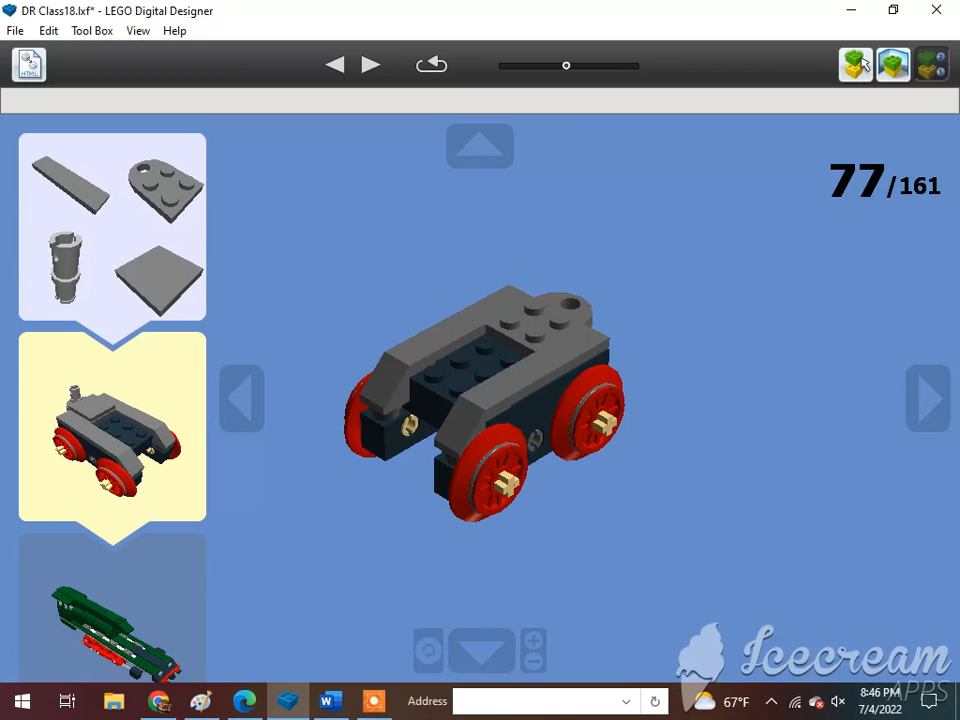 DR Class18.lxf* - LEGO Digital Designer
File Edit Tool Box View Help
HTML
77/161
Icecream
APPS
Address
67°F
8:46 PM
7/4/2022